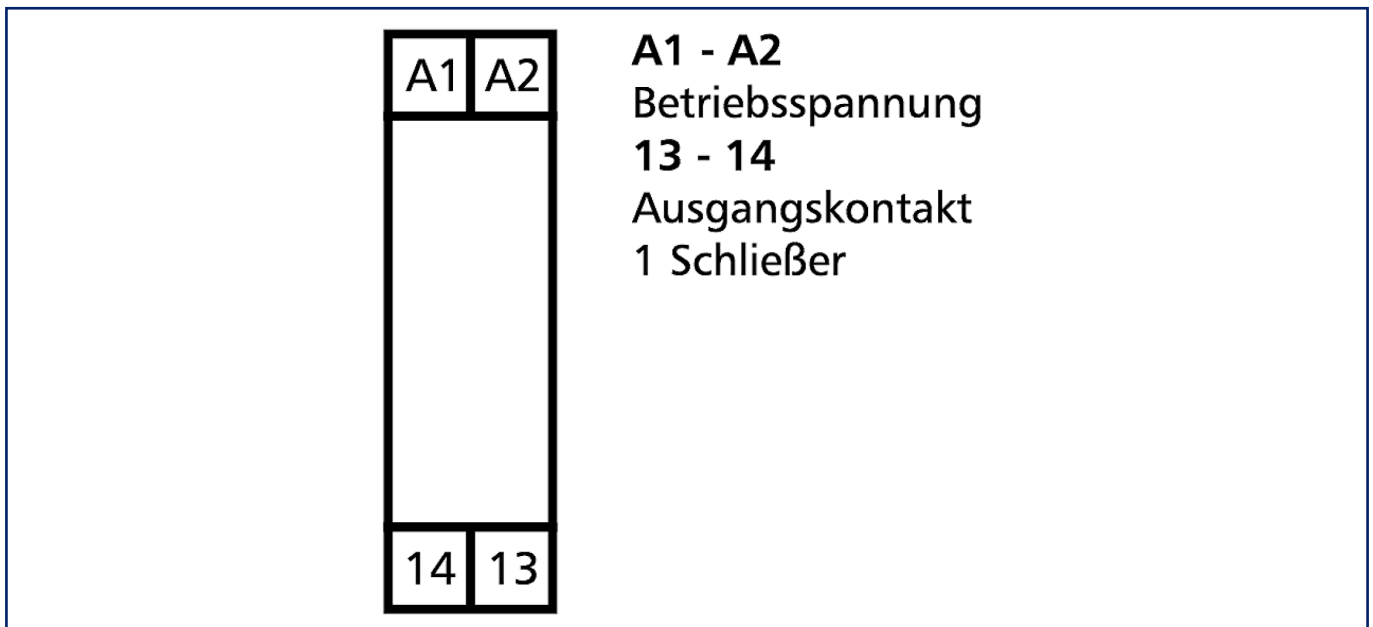 A1 A2
A1 - A2
Betriebsspannung
13 - 14
Ausgangskontakt
1 Schließer
14 13